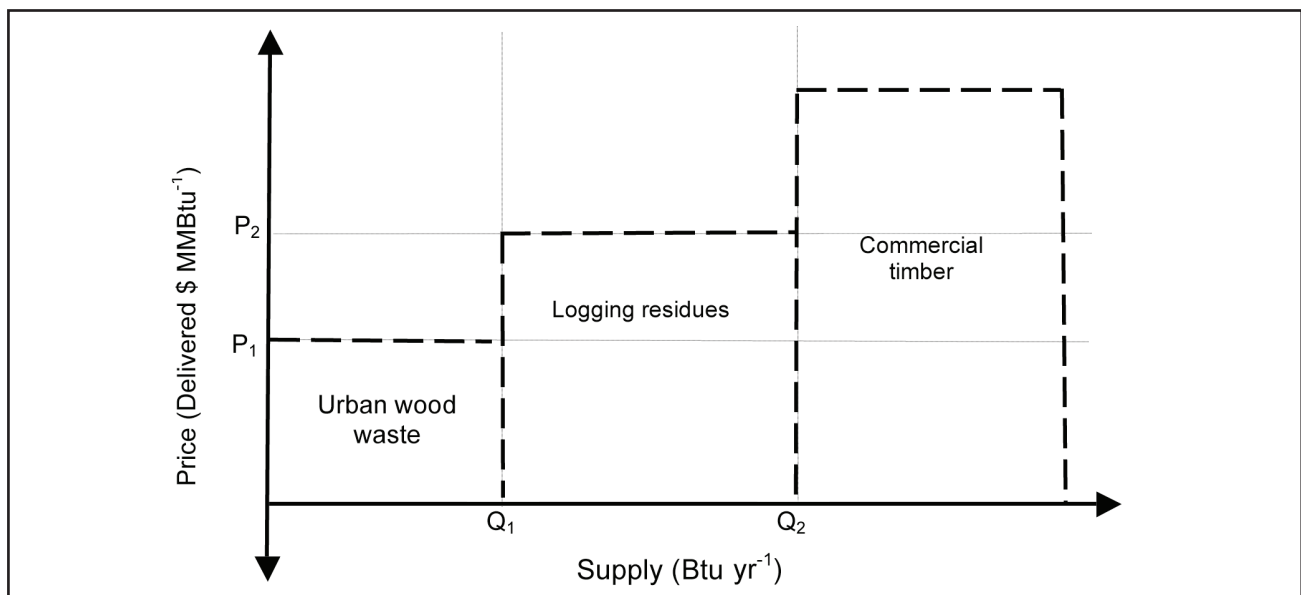 Price (Delivered $ MMBtu⁻¹)
P₂
P₁
Urban wood
waste
Logging residues
Commercial
timber
Q₁
Q₂
Supply (Btu yr⁻¹)